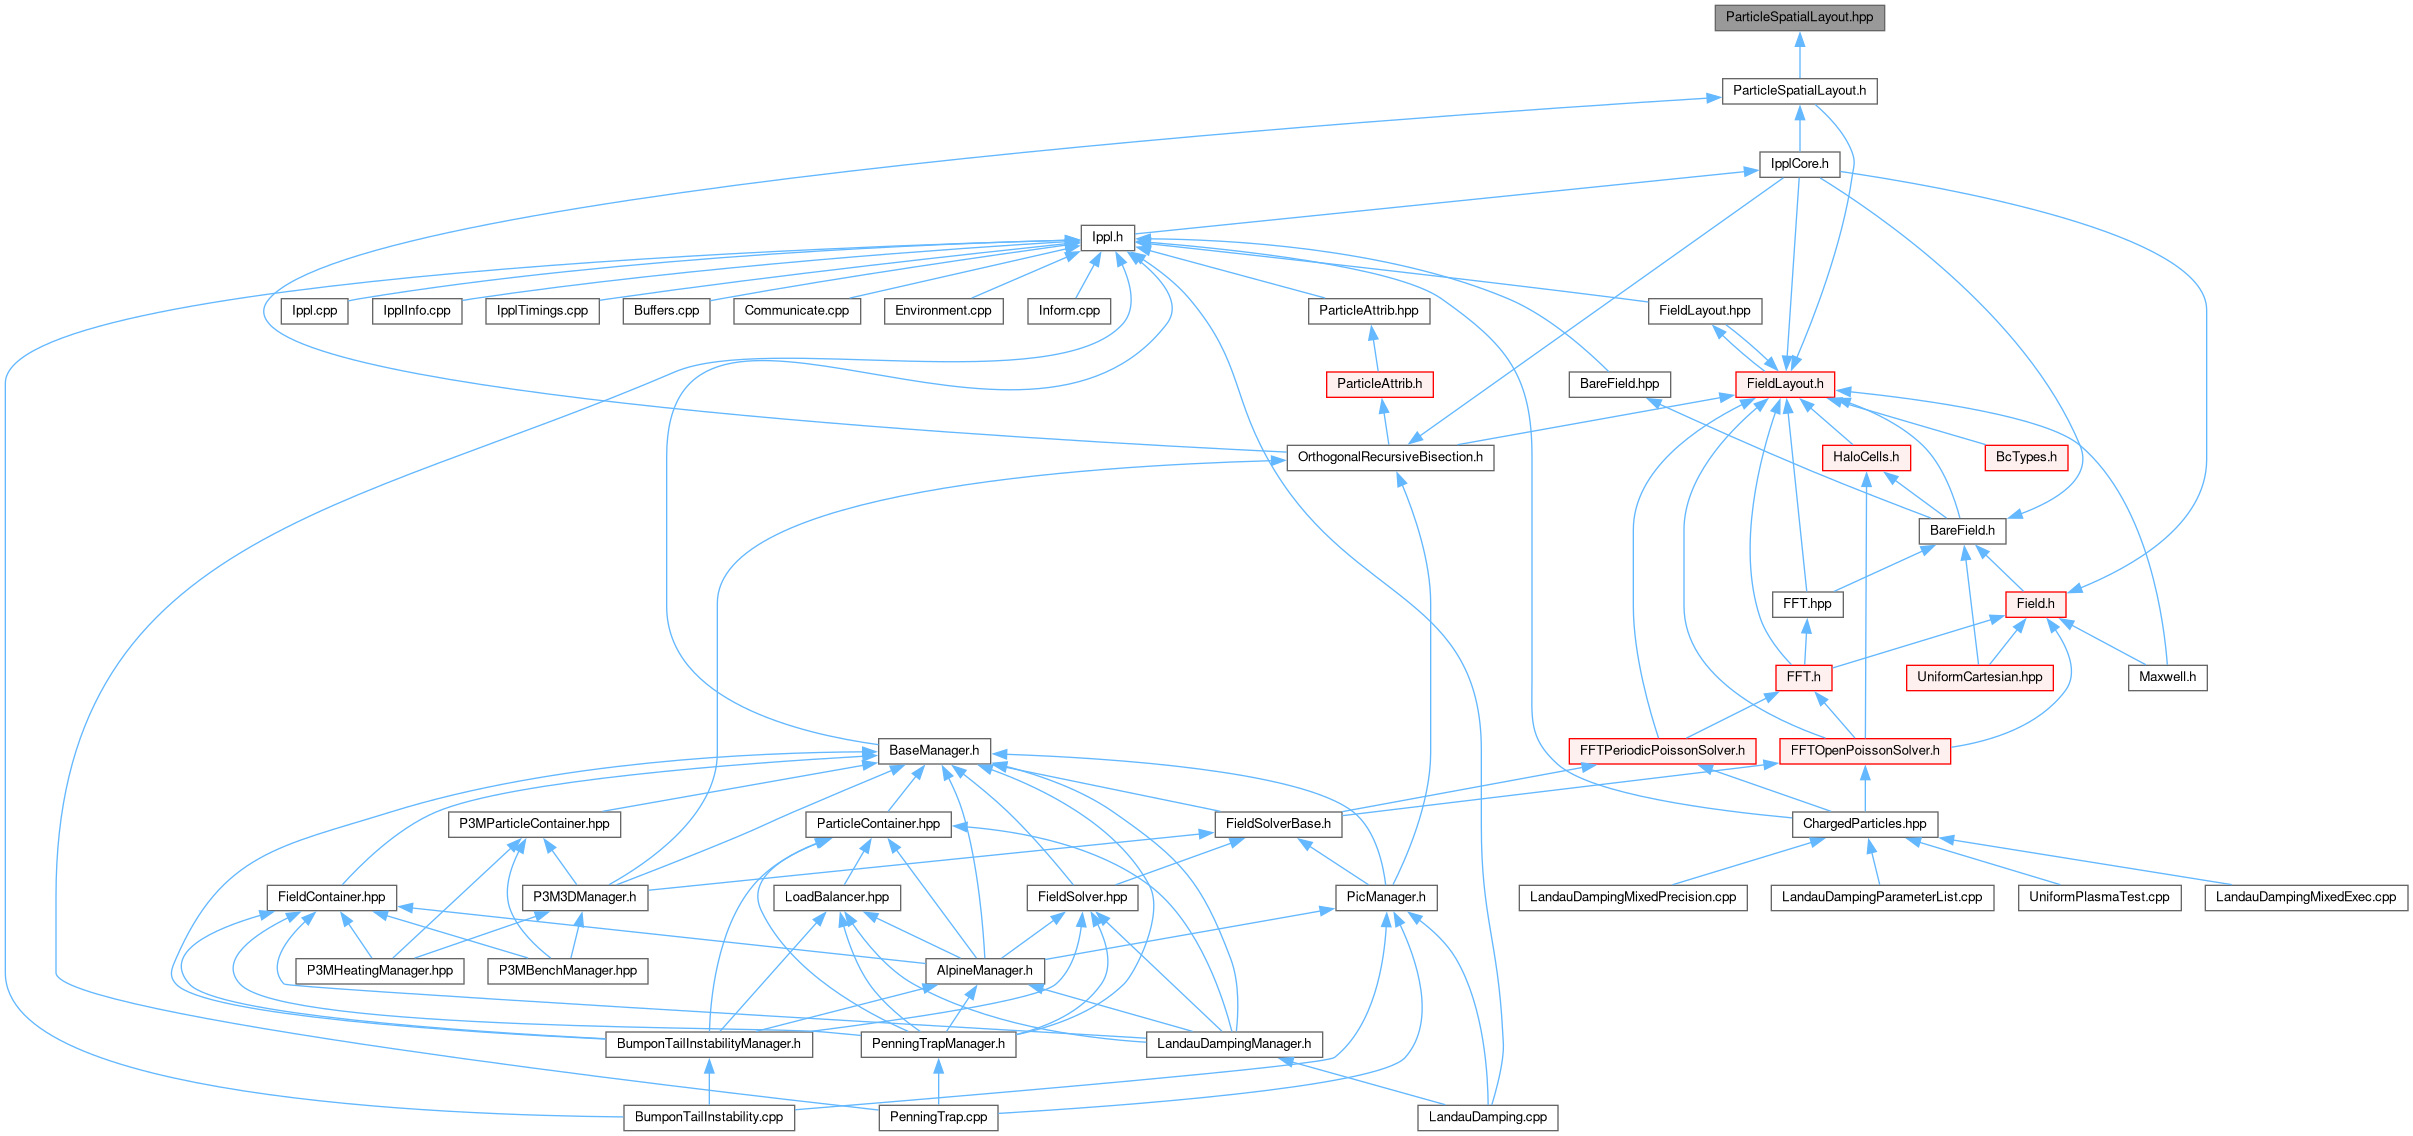 ParticleSpatialLayout.hpp
ParticleSpatialLayout.h
IpplCore.h
Ippl.h
Ippl.cpp
IpplInfo.cpp
IpplTimings.cpp
Buffers.cpp
Communicate.cpp
Environment.cpp
Inform.cpp
ParticleAttrib.hpp
FieldLayout.hpp
ParticleAttrib.h
BareField.hpp
FieldLayout.h
OrthogonalRecursiveBisection.h
HaloCells.h
BcTypes.h
BareField.h
FFT.hpp
Field.h
FFT.h
UniformCartesian.hpp
Maxwell.h
BaseManager.h
FFTPeriodicPoissonSolver.h
FFTOpenPoissonSolver.h
P3MParticleContainer.hpp
ParticleContainer.hpp
FieldSolverBase.h
ChargedParticles.hpp
FieldContainer.hpp
P3M3DManager.h
LoadBalancer.hpp
FieldSolver.hpp
PicManager.h
LandauDampingMixedPrecision.cpp
LandauDampingParameterList.cpp
UniformPlasmaTest.cpp
LandauDampingMixedExec.cpp
P3MHeatingManager.hpp
P3MBenchManager.hpp
AlpineManager.h
BumponTailInstabilityManager.h
PenningTrapManager.h
LandauDampingManager.h
BumponTailInstability.cpp
PenningTrap.cpp
LandauDamping.cpp